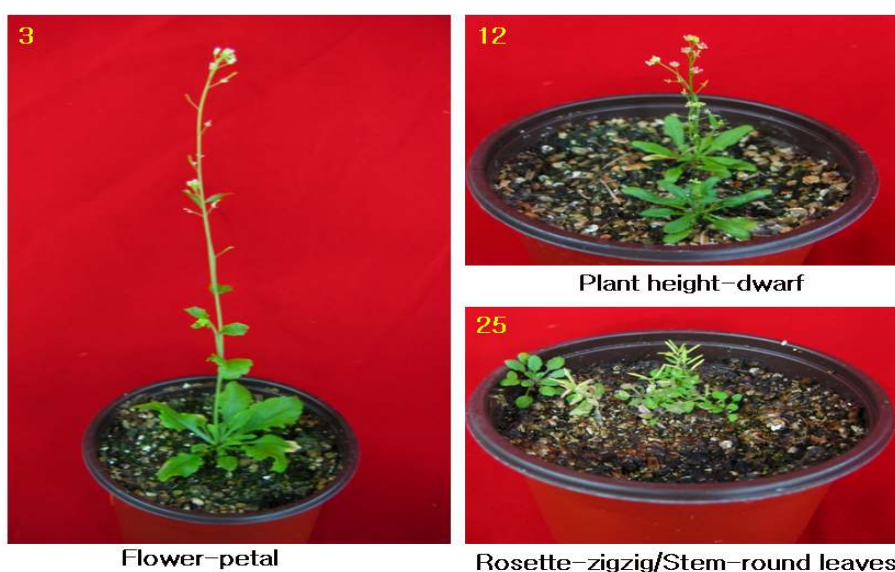 3
Flower-petal
12
Plant height-dwarf
25
Rosette-zigzig/Stem-round leaves